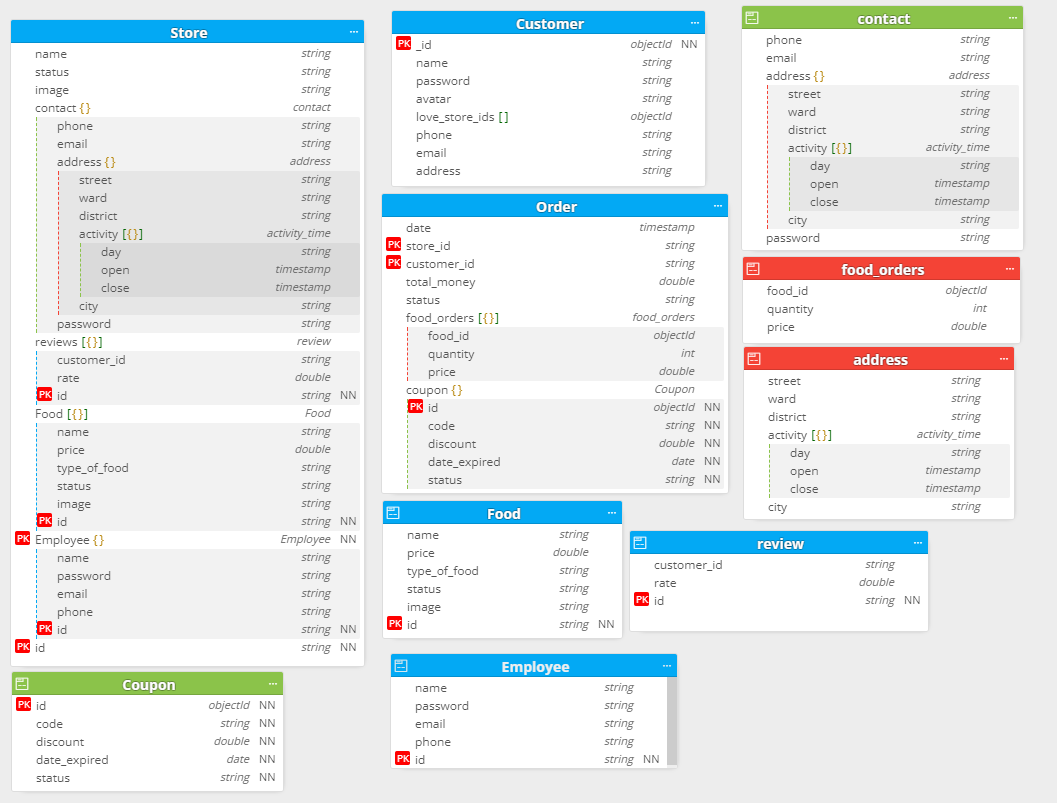 Store ...
name string
status string
image string
contact {} contact
phone string
email string
address {} address
street string
ward string
district string
activity [{}] activity_time
day string
open timestamp
close timestamp
city string
password string
reviews [{}] review
customer_id string
rate double
PK id string NN
Food [{}] Food
name string
price double
type_of_food string
status string
image string
PK id string NN
PK Employee {} Employee NN
name string
password string
email string
phone string
PK id string NN
PK id string NN
Coupon ...
PK id objectId NN
code string NN
discount double NN
date_expired date NN
status string NN
Customer ...
PK _id objectId NN
name string
password string
avatar string
love_store_ids [] objectId
phone string
email string
address string
Order ...
date timestamp
PK store_id string
PK customer_id string
total_money double
status string
food_orders [{}] food_orders
food_id objectId
quantity int
price double
coupon {} Coupon
PK id objectId NN
code string NN
discount double NN
date_expired date NN
status string NN
Food ...
name string
price double
type_of_food string
status string
image string
PK id string NN
Employee ...
name string
password string
email string
phone string
PK id string NN
contact ...
phone string
email string
address {} address
street string
ward string
district string
activity [{}] activity_time
day string
open timestamp
close timestamp
city string
password string
food_orders ...
food_id objectId
quantity int
price double
address ...
street string
ward string
district string
activity [{}] activity_time
day string
open timestamp
close timestamp
city string
review ...
customer_id string
rate double
PK id string NN